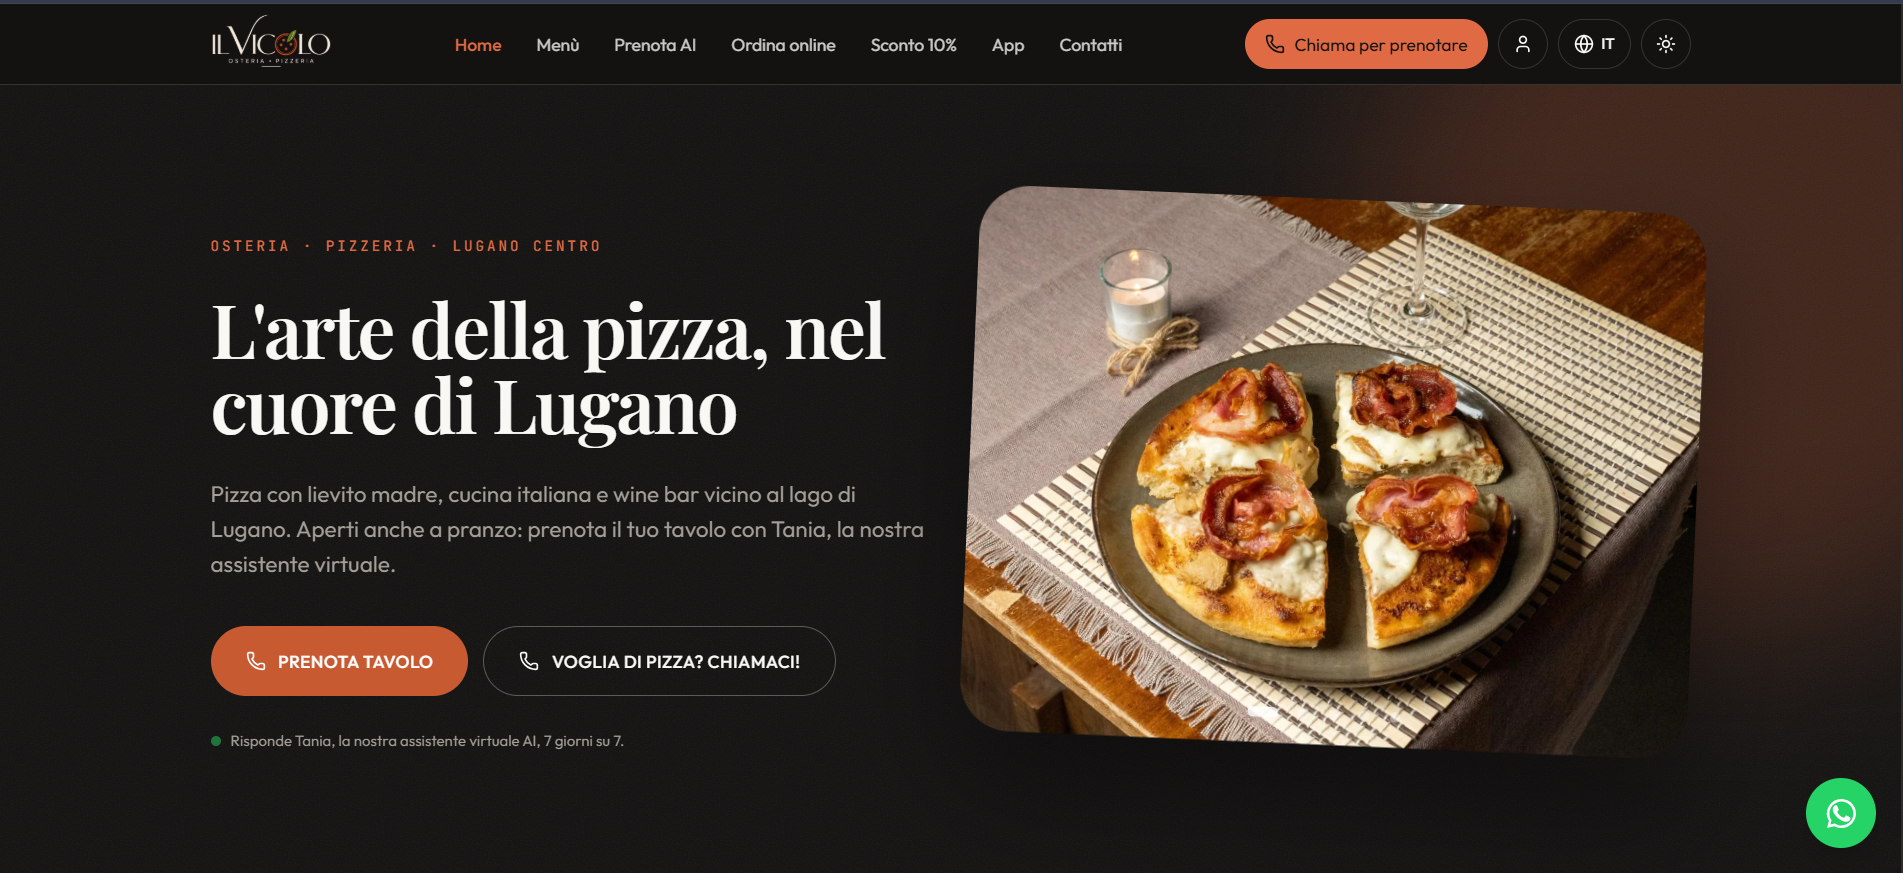 IL VICOLO
OSTERIA • PIZZERIA
Home
Menù
Prenota AI
Ordina online
Sconto 10%
App
Contatti
Chiama per prenotare
IT
OSTERIA · PIZZERIA · LUGANO CENTRO
L'arte della pizza, nel
cuore di Lugano
Pizza con lievito madre, cucina italiana e wine bar vicino al lago di
Lugano. Aperti anche a pranzo: prenota il tuo tavolo con Tania, la nostra
assistente virtuale.
PRENOTA TAVOLO
VOGLIA DI PIZZA? CHIAMACI!
Risponde Tania, la nostra assistente virtuale AI, 7 giorni su 7.